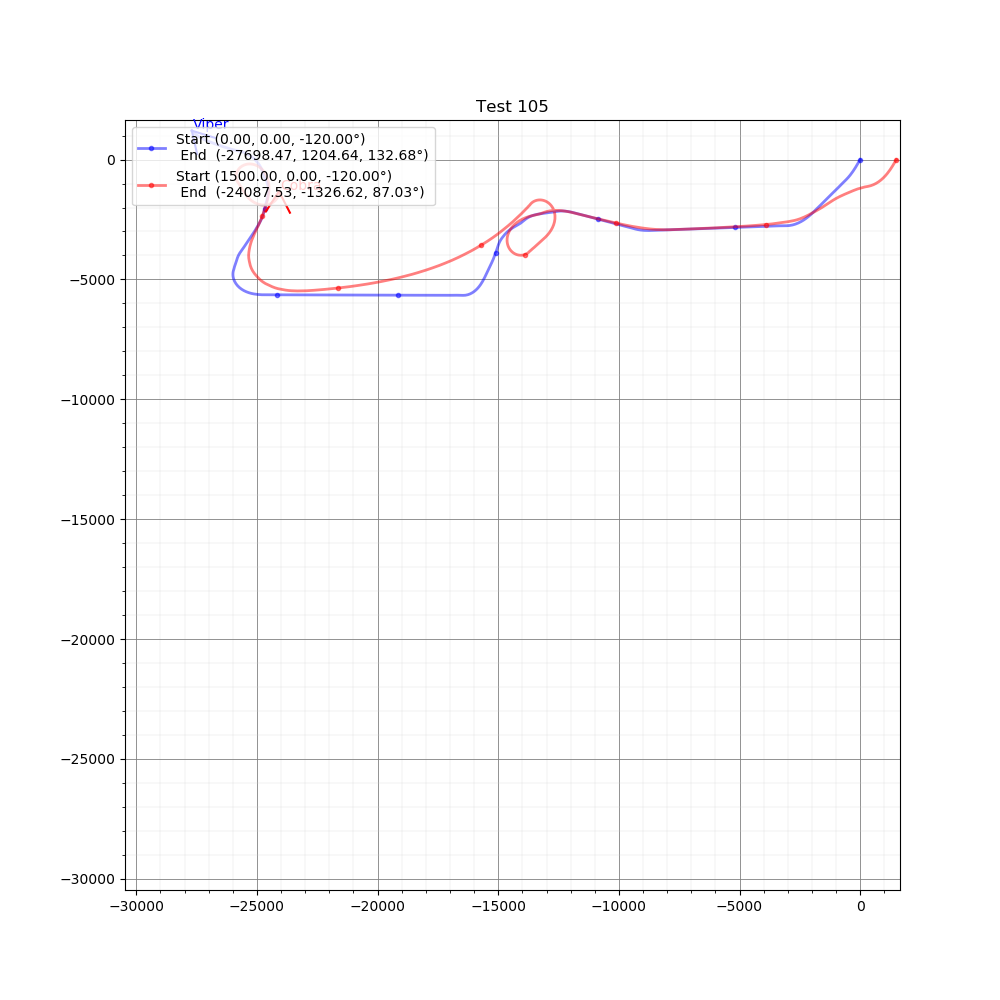 Test 105
Viper
Start (0.00, 0.00, -120.00°)
End (-27698.47, 1204.64, 132.68°)
Start (1500.00, 0.00, -120.00°)
End (-24087.53, -1326.62, 87.03°)
0
−5000
−10000
−15000
−20000
−25000
−30000
−30000 −25000 −20000 −15000 −10000 −5000 0